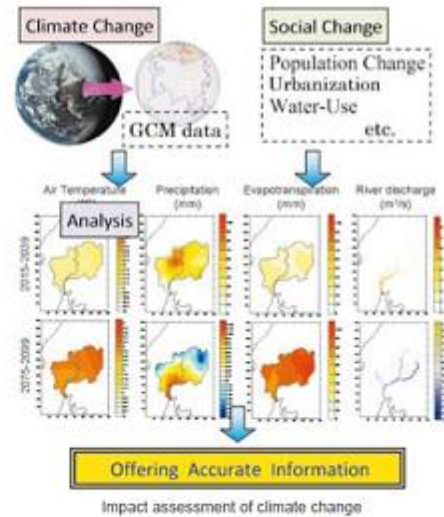 Climate Change
Social Change
GCM data
Population Change
Urbanization
Water-Use
etc.
Air Temperature
Precipitation
(mm)
Evapotranspiration
(mm)
River discharge
(m³/s)
Analysis
2015-2039
2075-2099
Offering Accurate Information
Impact assessment of climate change